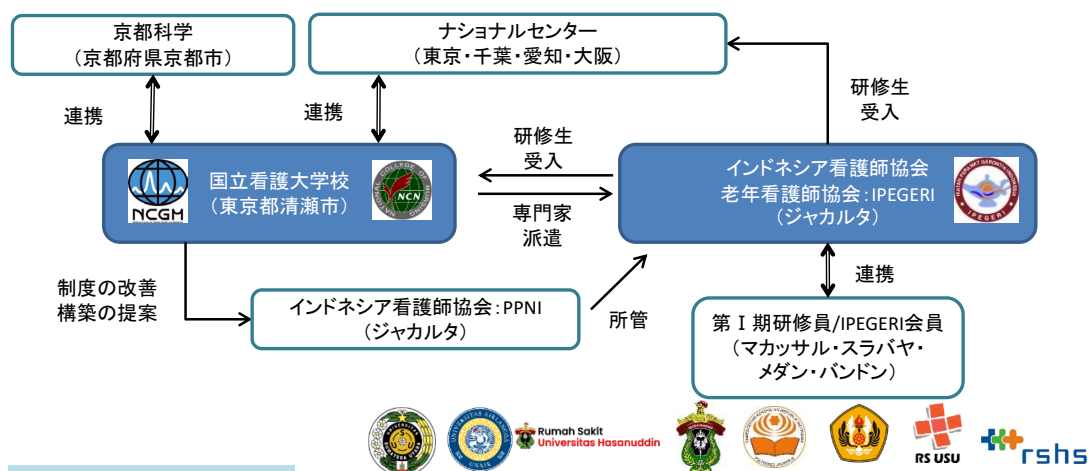 京都科学
（京都府県京都市）
ナショナルセンター
（東京・千葉・愛知・大阪）
連携
連携
研修生
受入
研修生
受入
NCGM
国立看護大学校
（東京都清瀬市）
NATIONAL COLLEGE OF NURSING
NCN
専門家
派遣
インドネシア看護師協会
老年看護師協会：IPEGERI
（ジャカルタ）
IPEGERI
制度の改善
構築の提案
インドネシア看護師協会：PPNI
（ジャカルタ）
所管
連携
第Ⅰ期研修員/IPEGERI会員
（マカッサル・スラバヤ・
メダン・バンドン）
UNIVERSITAS AIRLANGGA
UNAIR
Rumah Sakit
Universitas Hasanuddin
RS USU
rshs